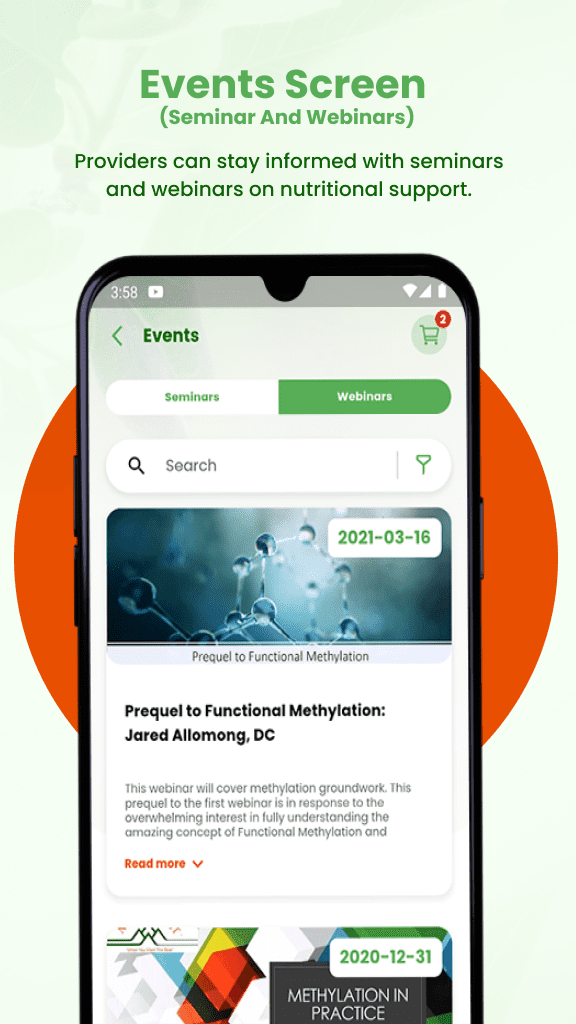 Events Screen
(Seminar And Webinars)
Providers can stay informed with seminars
and webinars on nutritional support.
3:58
Events
2
Seminars
Webinars
Search
2021-03-16
Prequel to Functional Methylation
Prequel to Functional Methylation:
Jared Allomong, DC
This webinar will cover methylation groundwork. This
prequel to the first webinar is in response to the
overwhelming interest in fully understanding the
amazing concept of Functional Methylation and
Read more
2020-12-31
METHYLATION IN
PRACTICE